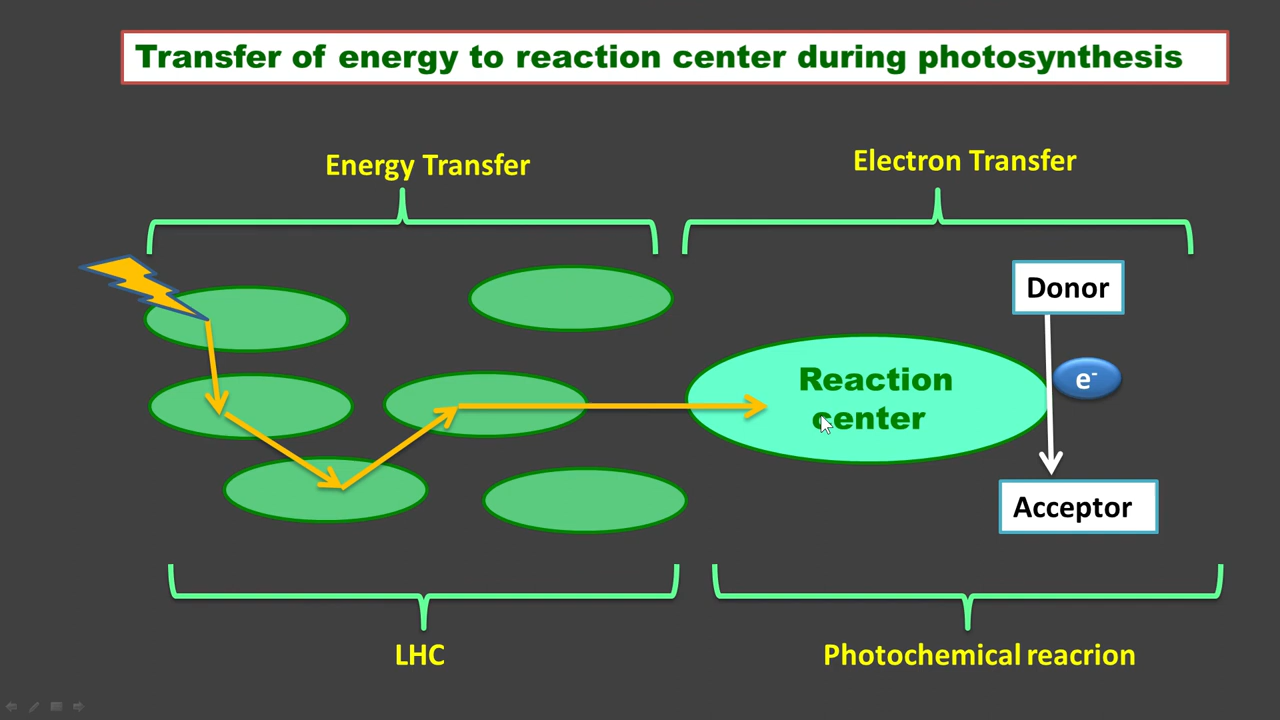 Transfer of energy to reaction center during photosynthesis
Energy Transfer
Electron Transfer
Donor
Reaction
center
e-
Acceptor
LHC
Photochemical reacrion